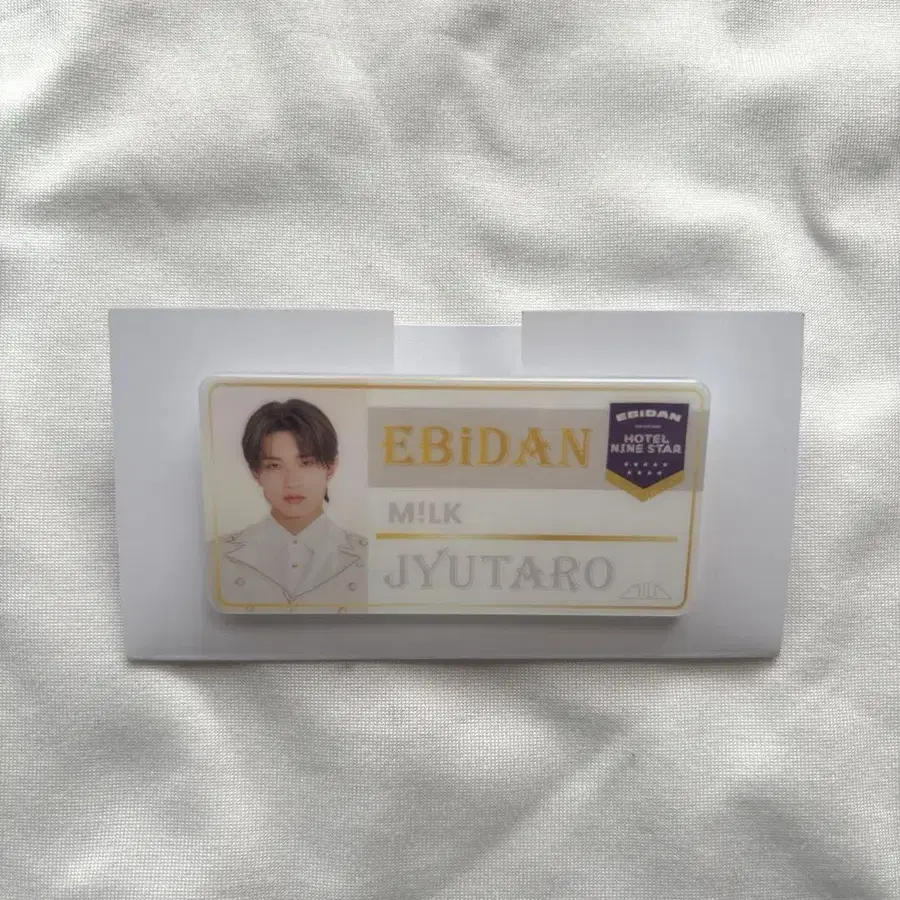 EBiDAN
EBiDAN
HOTEL
NINE STAR
M!LK
JYUTARO